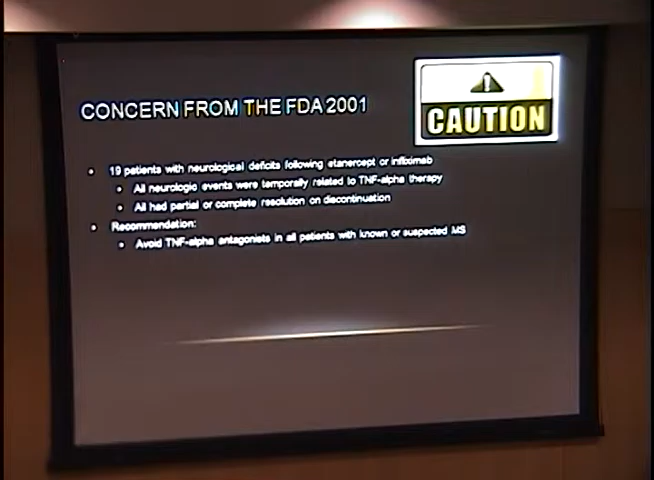 CAUTION
CONCERN FROM THE FDA 2001
• 19 patients with neurological deficits following etanercept or infliximab
• All neurologic events were temporally related to TNF-alpha therapy
• All had partial or complete resolution on discontinuation
• Recommendation:
• Avoid TNF-alpha antagonists in all patients with known or suspected MS